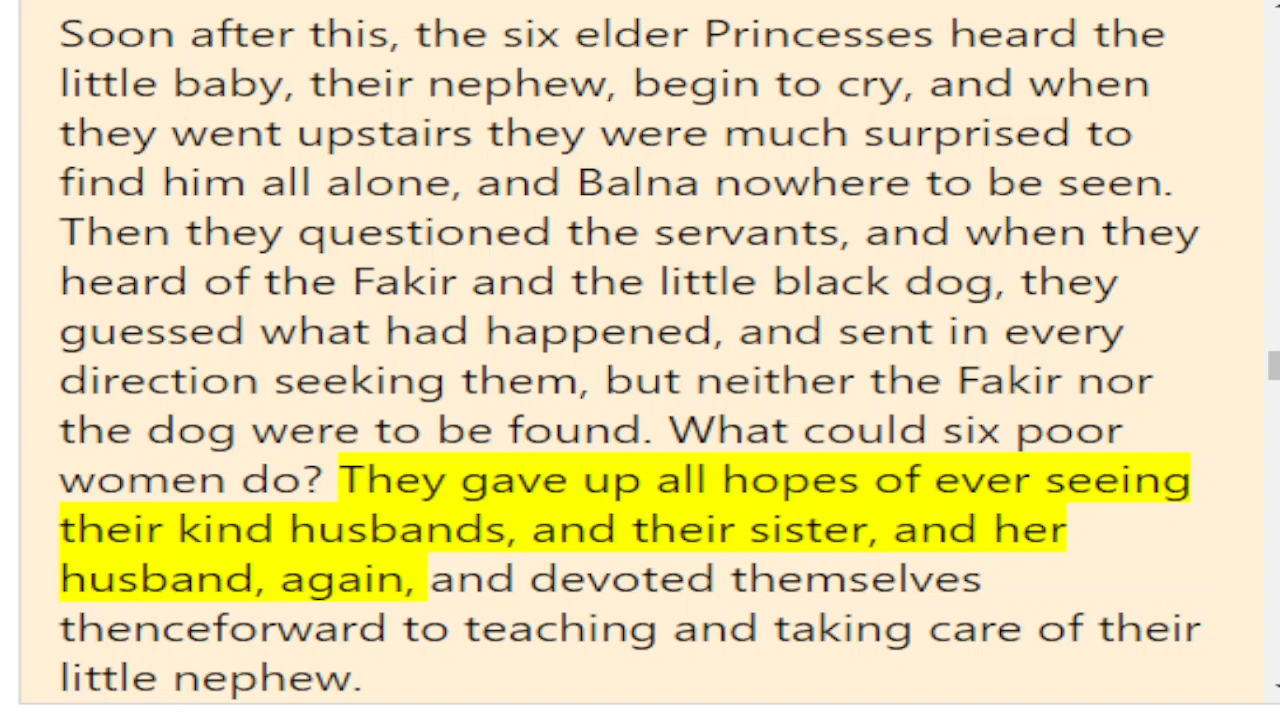 Soon after this, the six elder Princesses heard the
little baby, their nephew, begin to cry, and when
they went upstairs they were much surprised to
find him all alone, and Balna nowhere to be seen.
Then they questioned the servants, and when they
heard of the Fakir and the little black dog, they
guessed what had happened, and sent in every
direction seeking them, but neither the Fakir nor
the dog were to be found. What could six poor
women do? They gave up all hopes of ever seeing
their kind husbands, and their sister, and her
husband, again, and devoted themselves
thenceforward to teaching and taking care of their
little nephew.